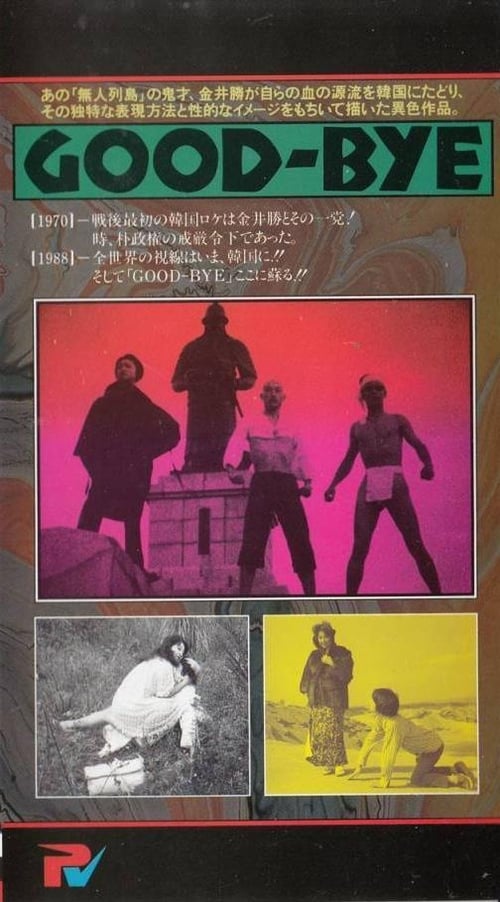 あの「無人列島」の鬼才、金井勝が自らの血の源流を韓国にたどり、
その独特な表現方法と性的なイメージをもちいて描いた異色作品。
GOOD-BYE
【1970】－戦後最初の韓国ロケは金井勝とその一党!
時、朴政権の戒厳令下であった。
【1988】－全世界の視線はいま、韓国に!!
そして「GOOD-BYE」ここに蘇る!!
PV